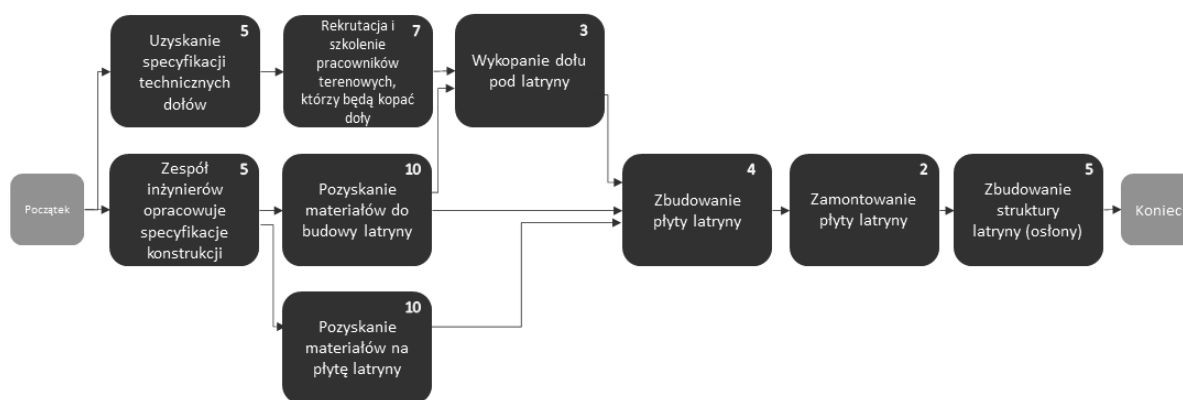 Początek
5
Uzyskanie
specyfikacji
technicznych
dołów
7
Rekrutacja i
szkolenie
pracowników
terenowych,
którzy będą kopać
doły
3
Wykopanie dołu
pod latryny
5
Zespół
inżynierów
opracowuje
specyfikacje
konstrukcji
10
Pozyskanie
materiałów do
budowy latryny
10
Pozyskanie
materiałów na
płytę latryny
4
Zbudowanie
płyty latryny
2
Zamontowanie
płyty latryny
5
Zbudowanie
struktury
latryny (osłony)
Koniec